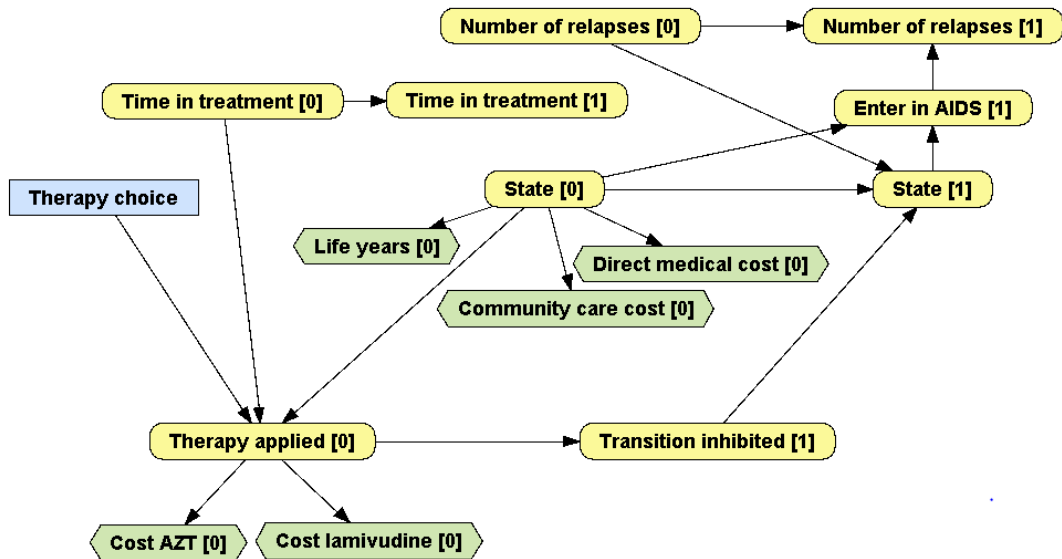 Number of relapses [0]
Number of relapses [1]
Time in treatment [0]
Time in treatment [1]
Enter in AIDS [1]
Therapy choice
State [0]
State [1]
Life years [0]
Direct medical cost [0]
Community care cost [0]
Therapy applied [0]
Transition inhibited [1]
Cost AZT [0]
Cost lamivudine [0]